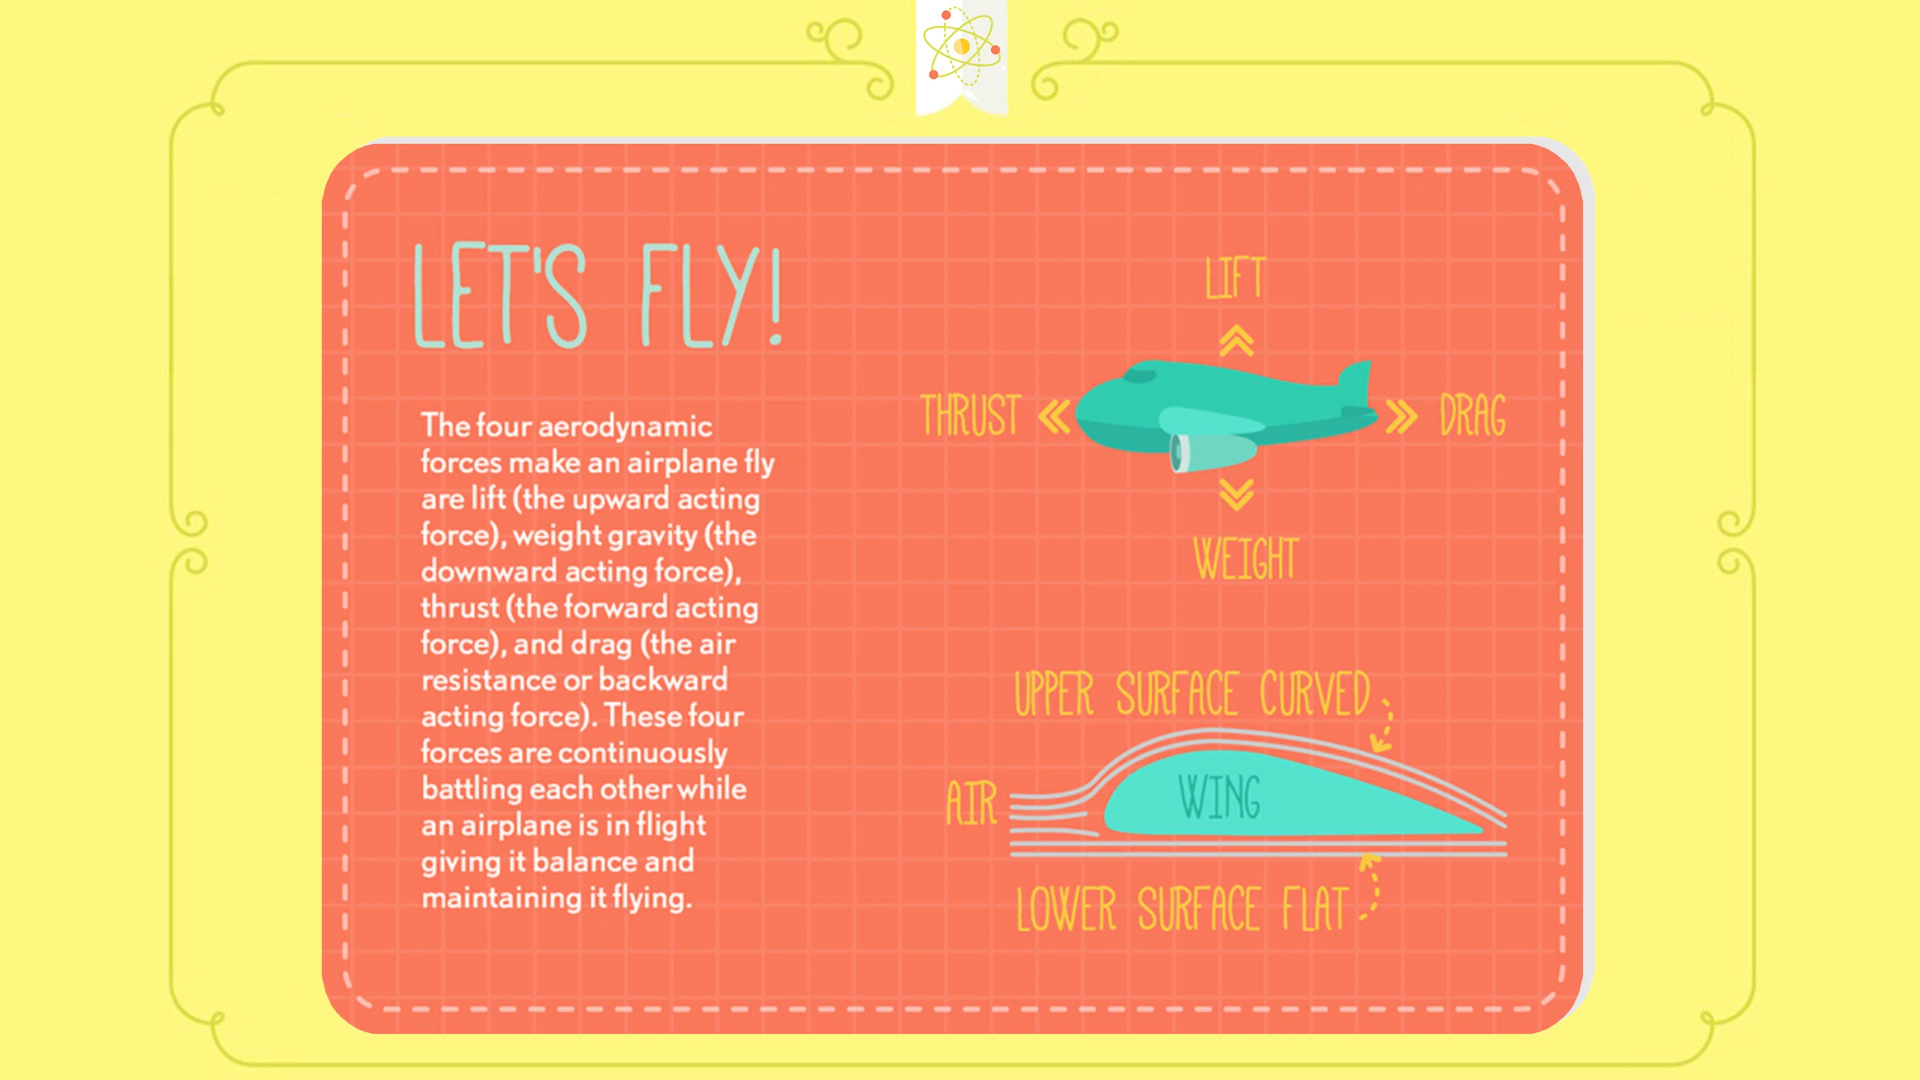 LET'S FLY!
The four aerodynamic
forces make an airplane fly
are lift (the upward acting
force), weight gravity (the
downward acting force),
thrust (the forward acting
force), and drag (the air
resistance or backward
acting force). These four
forces are continuously
battling each other while
an airplane is in flight
giving it balance and
maintaining it flying.
LIFT
THRUST
DRAG
WEIGHT
UPPER SURFACE CURVED
AIR
WING
LOWER SURFACE FLAT